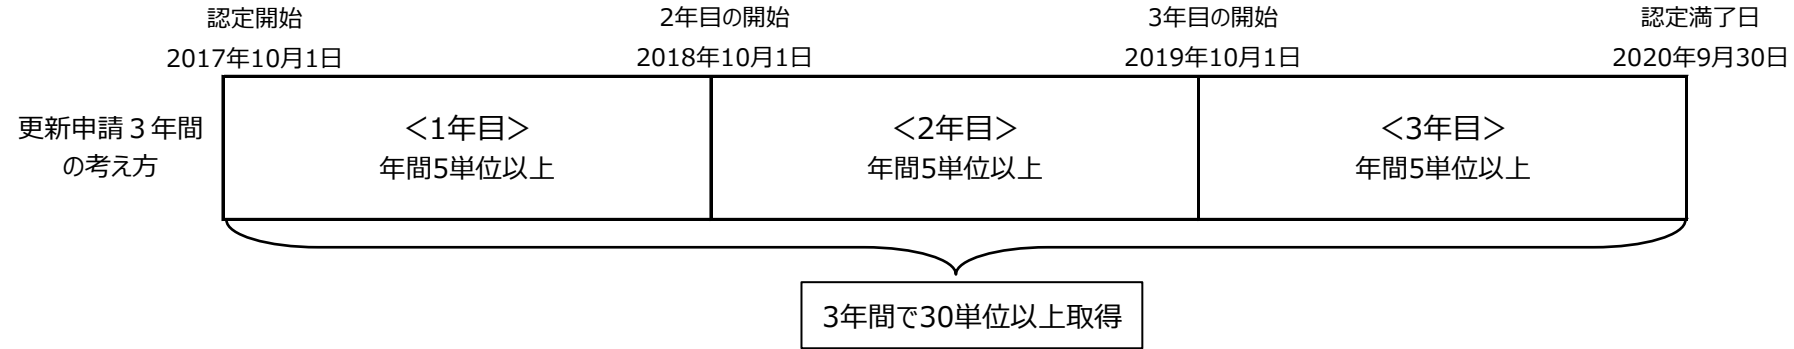 認定開始
2017年10月1日
2年目の開始
2018年10月1日
3年目の開始
2019年10月1日
認定満了日
2020年9月30日
更新申請３年間
の考え方
＜1年目＞
年間5単位以上
＜2年目＞
年間5単位以上
＜3年目＞
年間5単位以上
3年間で30単位以上取得